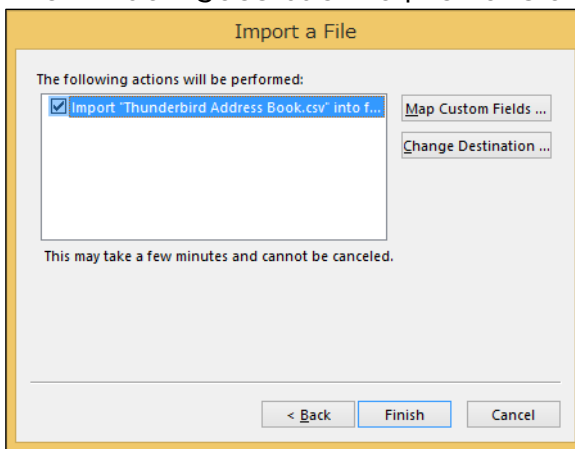 Import a File
The following actions will be performed:
Import "Thunderbird Address Book.csv" into f...
Map Custom Fields ...
Change Destination ...
This may take a few minutes and cannot be canceled.
< Back
Finish
Cancel